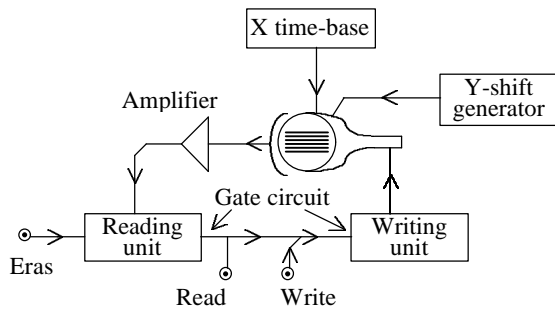 X time-base
Y-shift
generator
Amplifier
Gate circuit
Reading
unit
Writing
unit
Eras
Read
Write